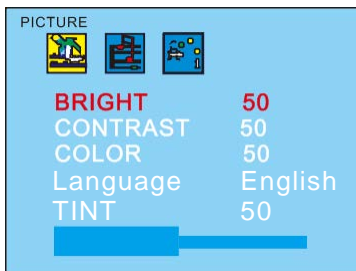 PICTURE
BRIGHT 50
CONTRAST 50
COLOR 50
Language English
TINT 50